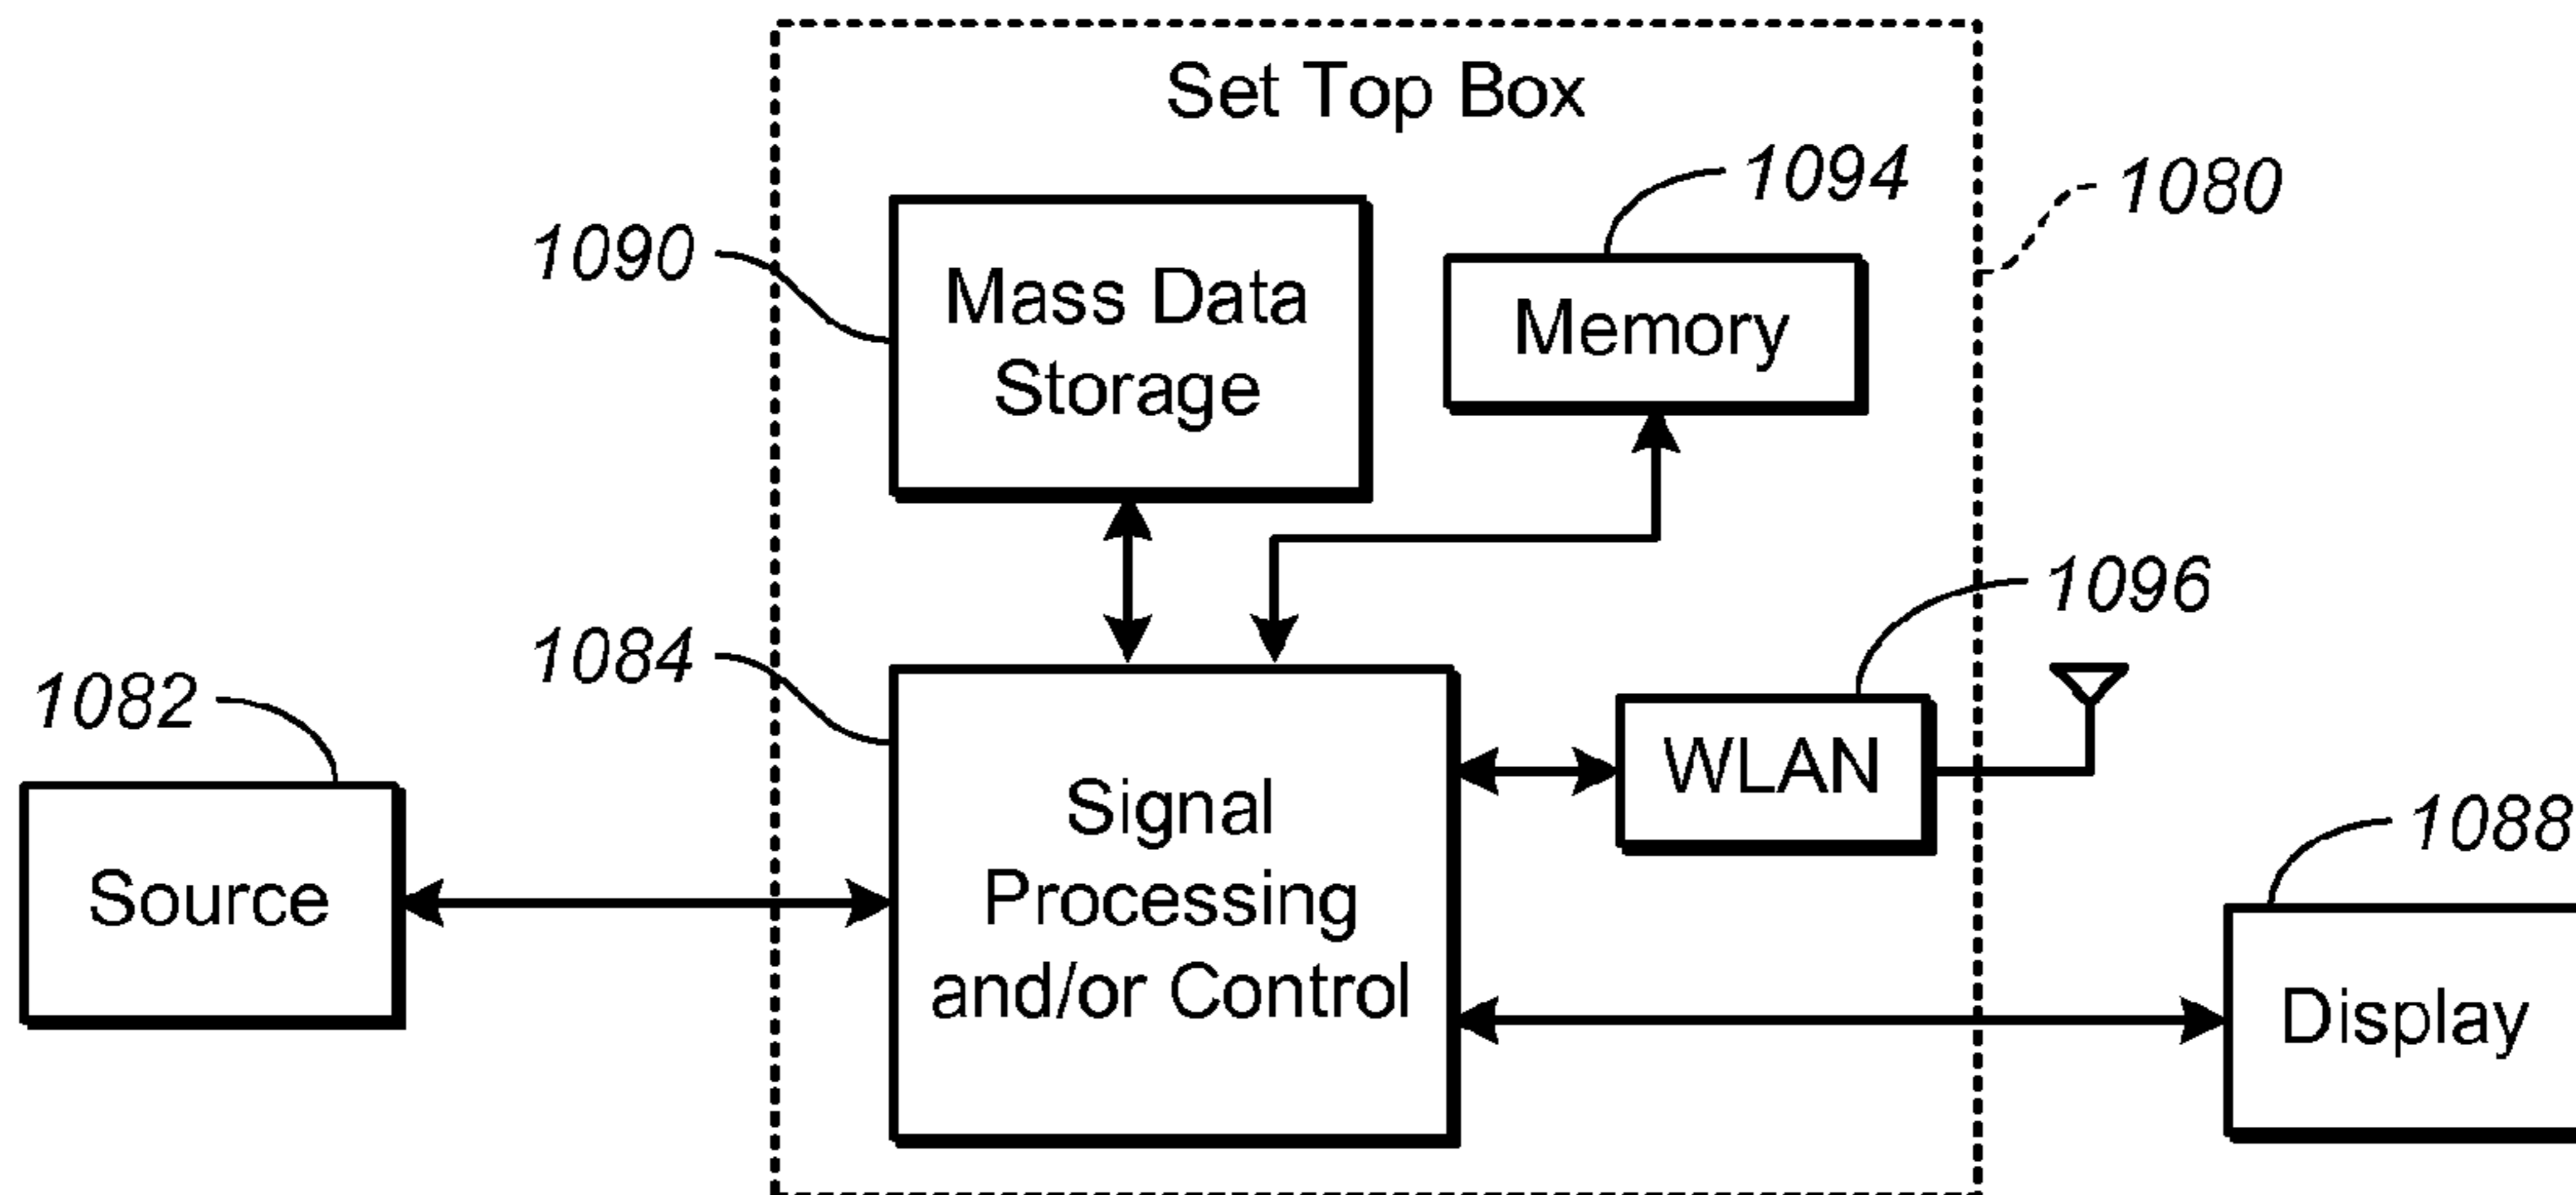 Set Top Box
1094
1080
1090
Mass Data
Storage
Memory
1096
1084
1082
WLAN
Signal
Processing
and/or Control
1088
Source
Display